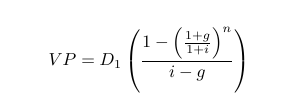 $VP = D_1 \left( \frac{1 - \left( \frac{1+g}{1+i} \right)^n}{i - g} \right)$